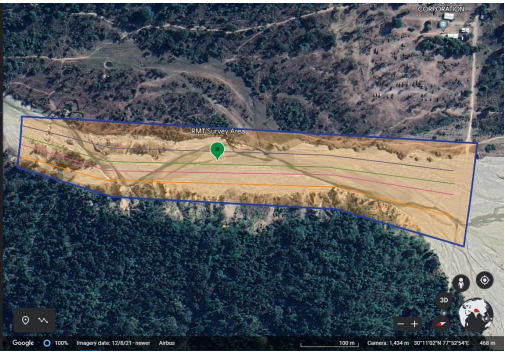 CORPORATION
RMT Survey Area
3D
Google 100% Imagery date: 12/8/21-newer Airbus 100 m Camera: 1,434 m 30°11'02"N 77°52'54"E 468 m